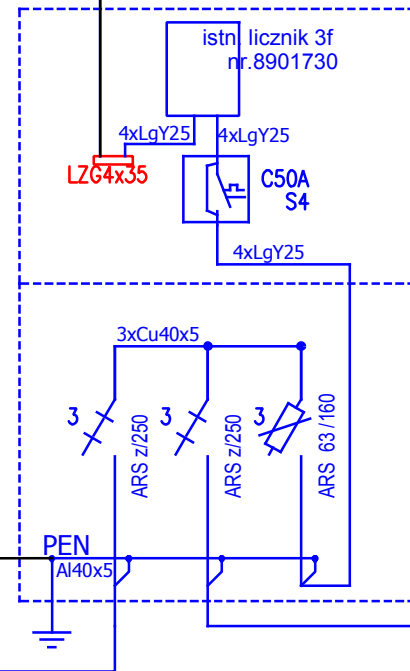 istn. licznik 3f
nr.8901730
4xLgY25
4xLgY25
LZG4x35
C50A
S4
4xLgY25
3xCu40x5
3
3
3
ARS z/250
ARS z/250
ARS 63/160
PEN
Al40x5